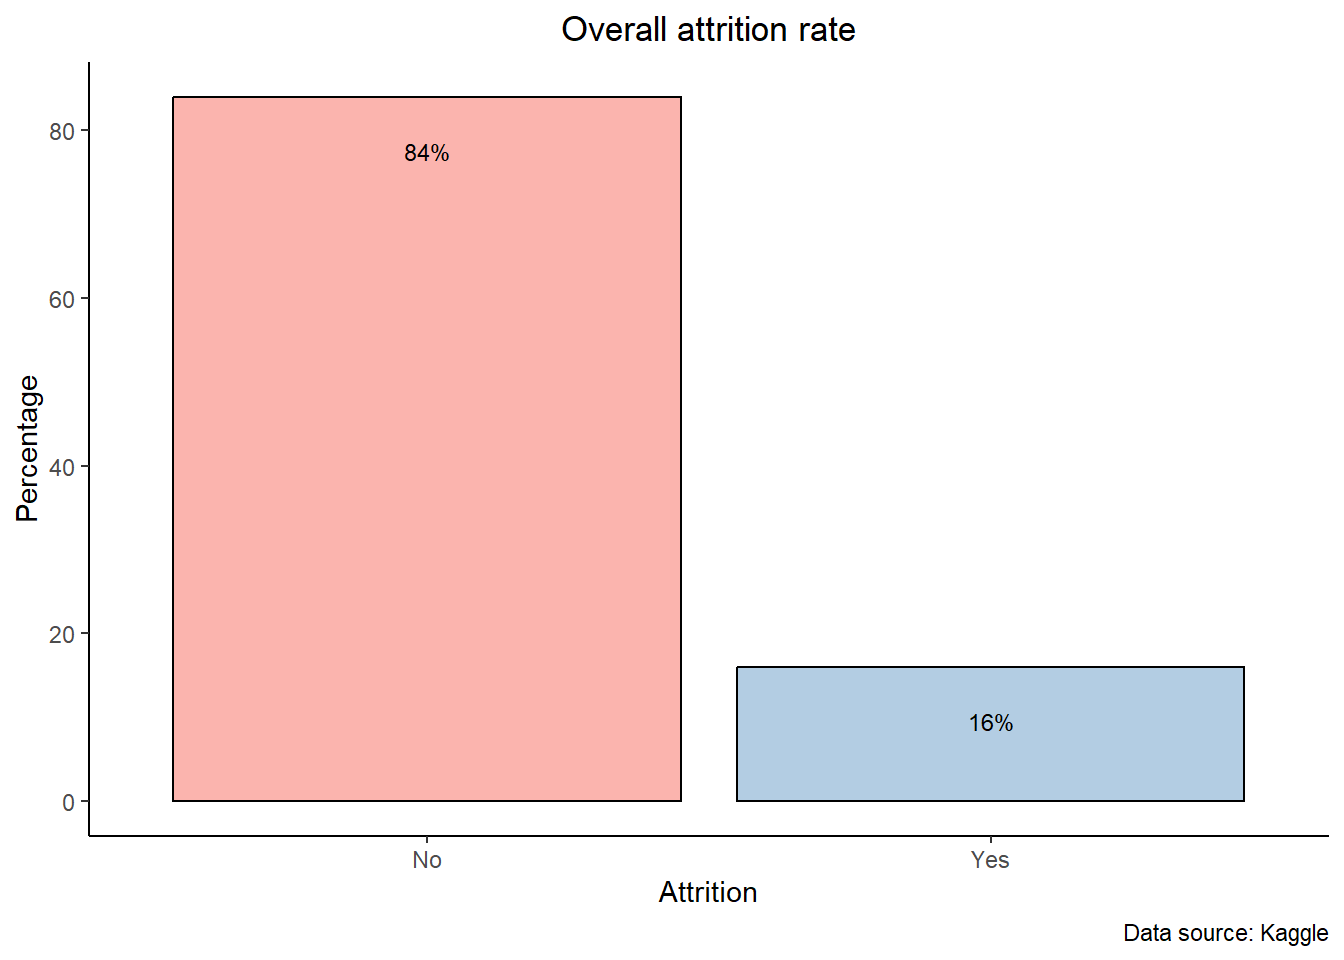 Overall attrition rate
80
60
40
20
0
Percentage
84%
16%
No
Yes
Attrition
Data source: Kaggle